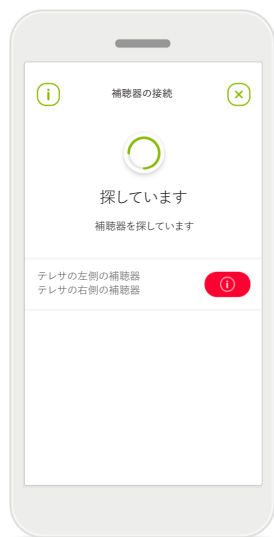 補聴器の接続
探しています
補聴器を探しています
テレサの左側の補聴器
テレサの右側の補聴器